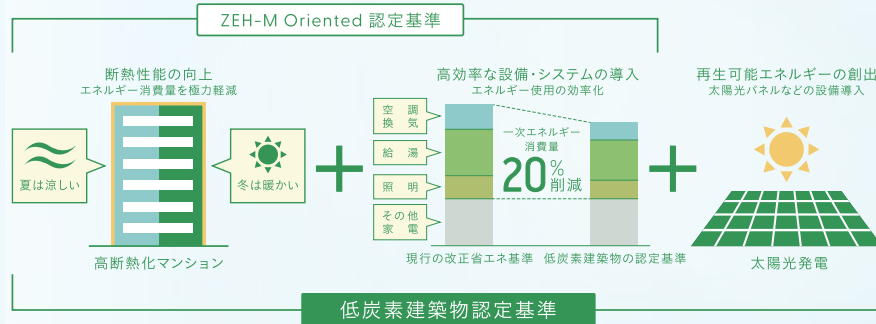 ZEH-M Oriented 認定基準
断熱性能の向上
エネルギー消費量を極力軽減
夏は涼しい
冬は暖かい
高断熱化マンション
高効率な設備・システムの導入
エネルギー使用の効率化
空調
換気
給湯
照明
その他
家電
一次エネルギー
消費量
20%
削減
現行の改正省エネ基準
低炭素建築物の認定基準
再生可能エネルギーの創出
太陽光パネルなどの設備導入
太陽光発電
低炭素建築物認定基準